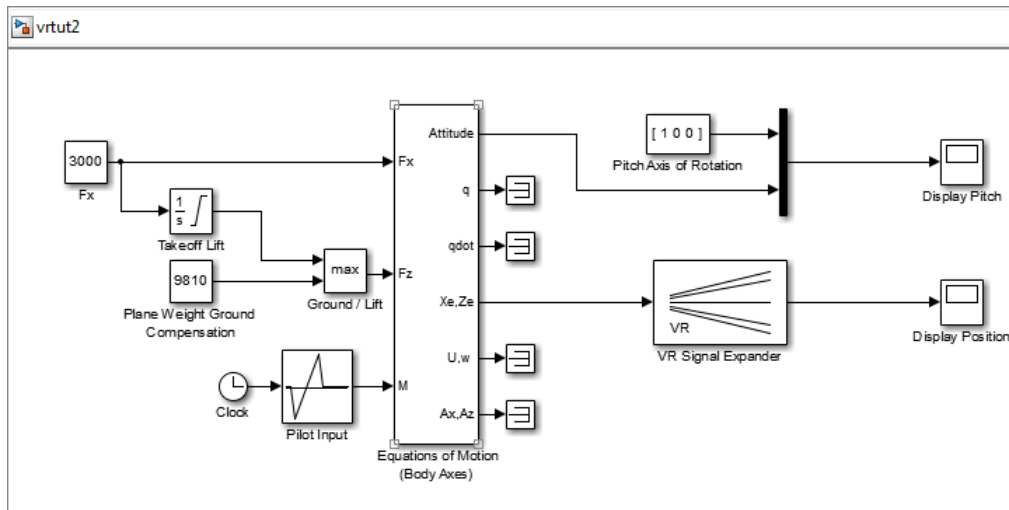 vrtut2
3000
Fx
1
s
Takeoff Lift
9810
Plane Weight Ground
Compensation
max
Ground / Lift
Clock
Pilot Input
Attitude
Fx
q
qdot
Fz
Xe,Ze
U,w
M
Ax,Az
Equations of Motion
(Body Axes)
[ 1 0 0 ]
Pitch Axis of Rotation
Display Pitch
VR
VR Signal Expander
Display Position